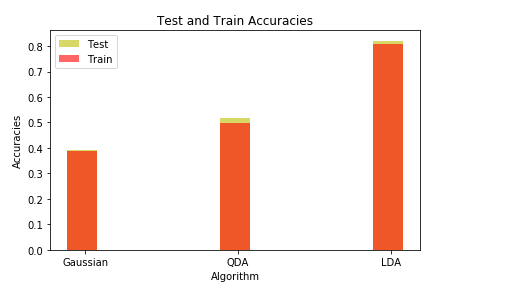 Test and Train Accuracies
Test
Train
Accuracies
0.8
0.7
0.6
0.5
0.4
0.3
0.2
0.1
0.0
Gaussian
QDA
LDA
Algorithm